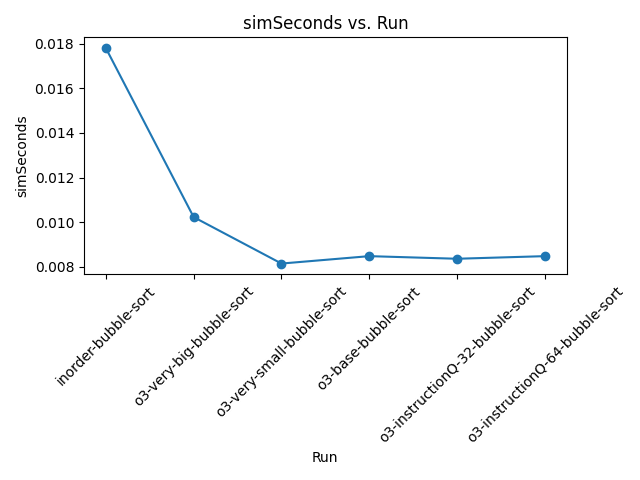 simSeconds vs. Run
simSeconds
0.018
0.016
0.014
0.012
0.010
0.008
inorder-bubble-sort
o3-very-big-bubble-sort
o3-very-small-bubble-sort
o3-base-bubble-sort
o3-instructionQ-32-bubble-sort
o3-instructionQ-64-bubble-sort
Run